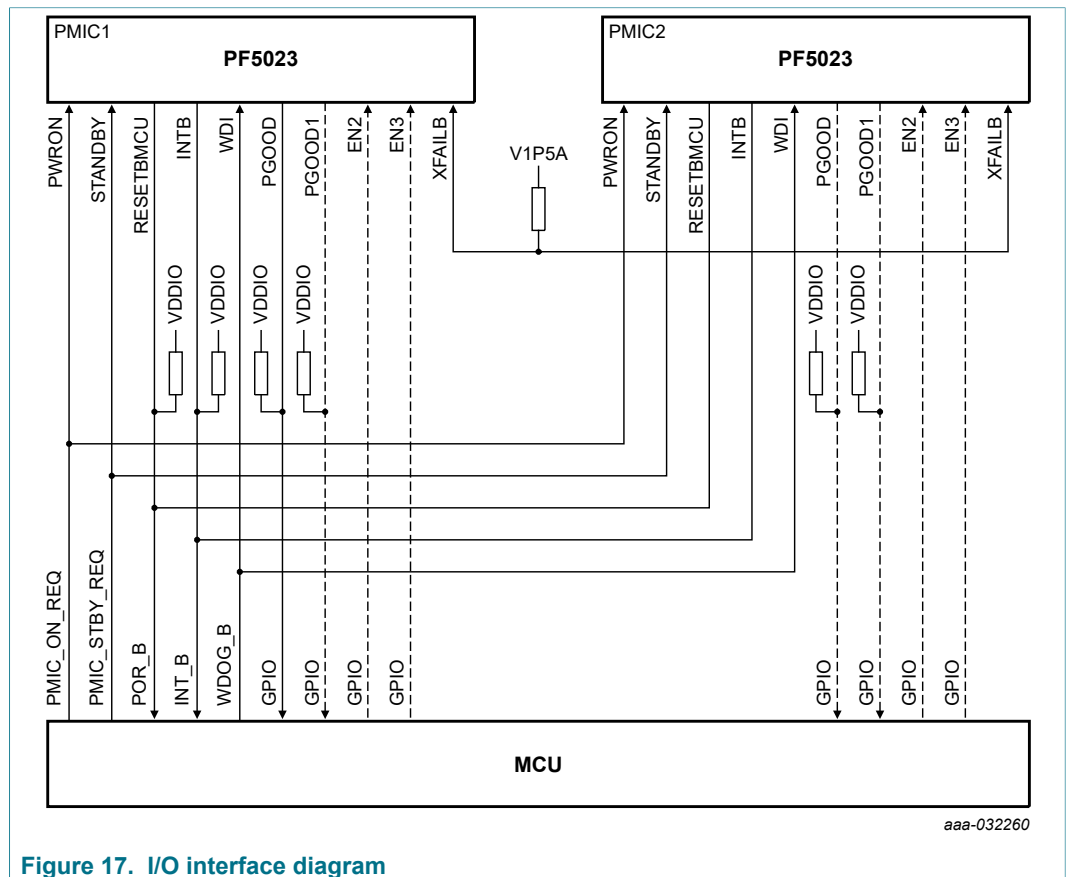 PMIC1
PF5023
PMIC2
PF5023
PWRON
STANDBY
RESETBMCU
INTB
WDI
PGOOD
PGOOD1
EN2
EN3
XFAILB
V1P5A
PWRON
STANDBY
RESETBMCU
INTB
WDI
PGOOD
PGOOD1
EN2
EN3
XFAILB
VDDIO
VDDIO
VDDIO
VDDIO
VDDIO
VDDIO
PMIC_ON_REQ
PMIC_STBY_REQ
POR_B
INT_B
WDOG_B
GPIO
GPIO
GPIO
GPIO
GPIO
GPIO
GPIO
GPIO
MCU
aaa-032260
Figure 17. I/O interface diagram